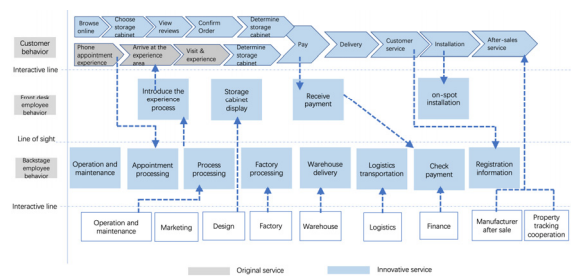 Browse online
Choose storage cabinet
View reviews
Confirm Order
Determine storage cabinet
Customer behavior
Phone appointment experience
Arrive at the experience area
Visit & experience
Determine storage cabinet
Pay
Delivery
Customer service
Installation
After-sales service
Interactive line
Front desk employee behavior
Introduce the experience process
Storage cabinet display
Receive payment
on-spot installation
Line of sight
Backstage employee behavior
Operation and maintenance
Appointment processing
Process processing
Factory processing
Warehouse delivery
Logistics transportation
Check payment
Registration information
Interactive line
Operation and maintenance
Marketing
Design
Factory
Warehouse
Logistics
Finance
Manufacturer after sale
Property tracking cooperation
Original service
Innovative service